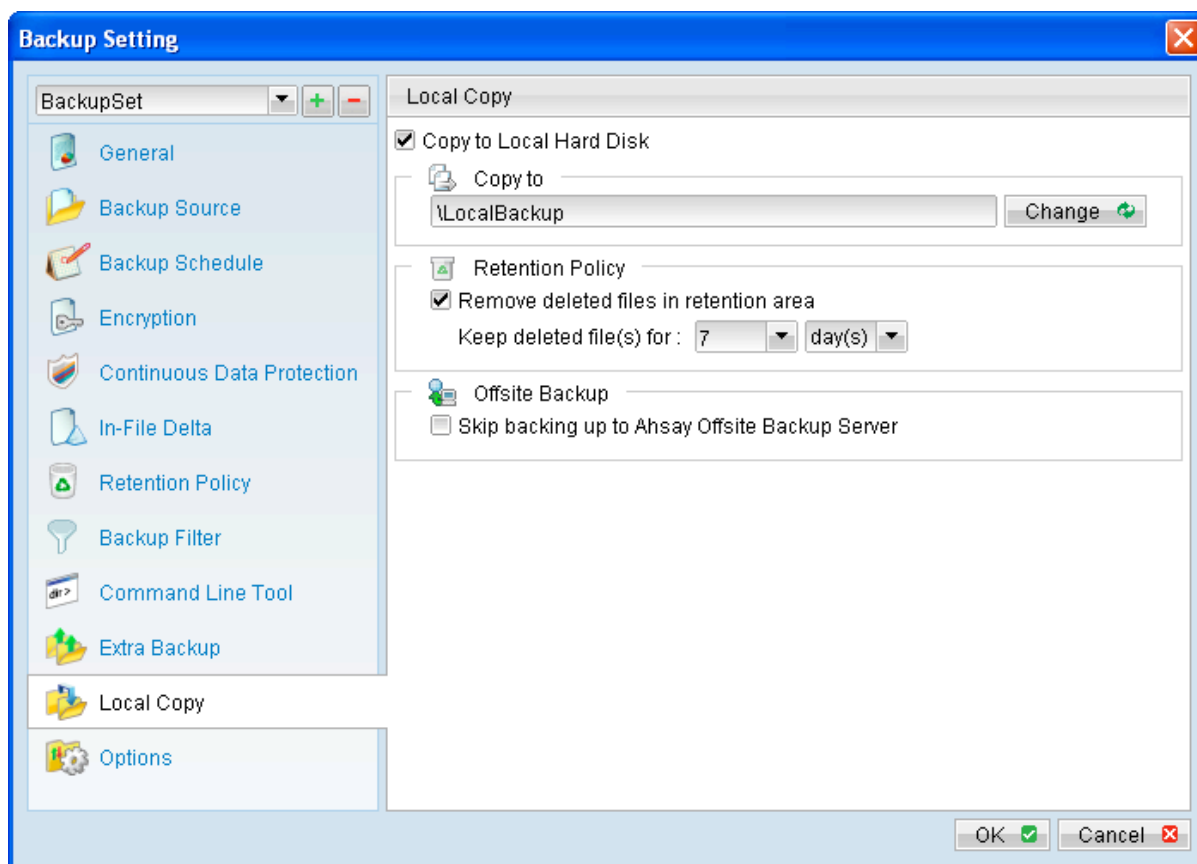 Backup Setting
BackupSet
General
Backup Source
Backup Schedule
Encryption
Continuous Data Protection
In-File Delta
Retention Policy
Backup Filter
dir >
Command Line Tool
Extra Backup
Local Copy
Options
Local Copy
Copy to Local Hard Disk
Copy to
\LocalBackup
Change
Retention Policy
Remove deleted files in retention area
Keep deleted file(s) for : 7 day(s)
Offsite Backup
Skip backing up to Ahsay Offsite Backup Server
OK Cancel